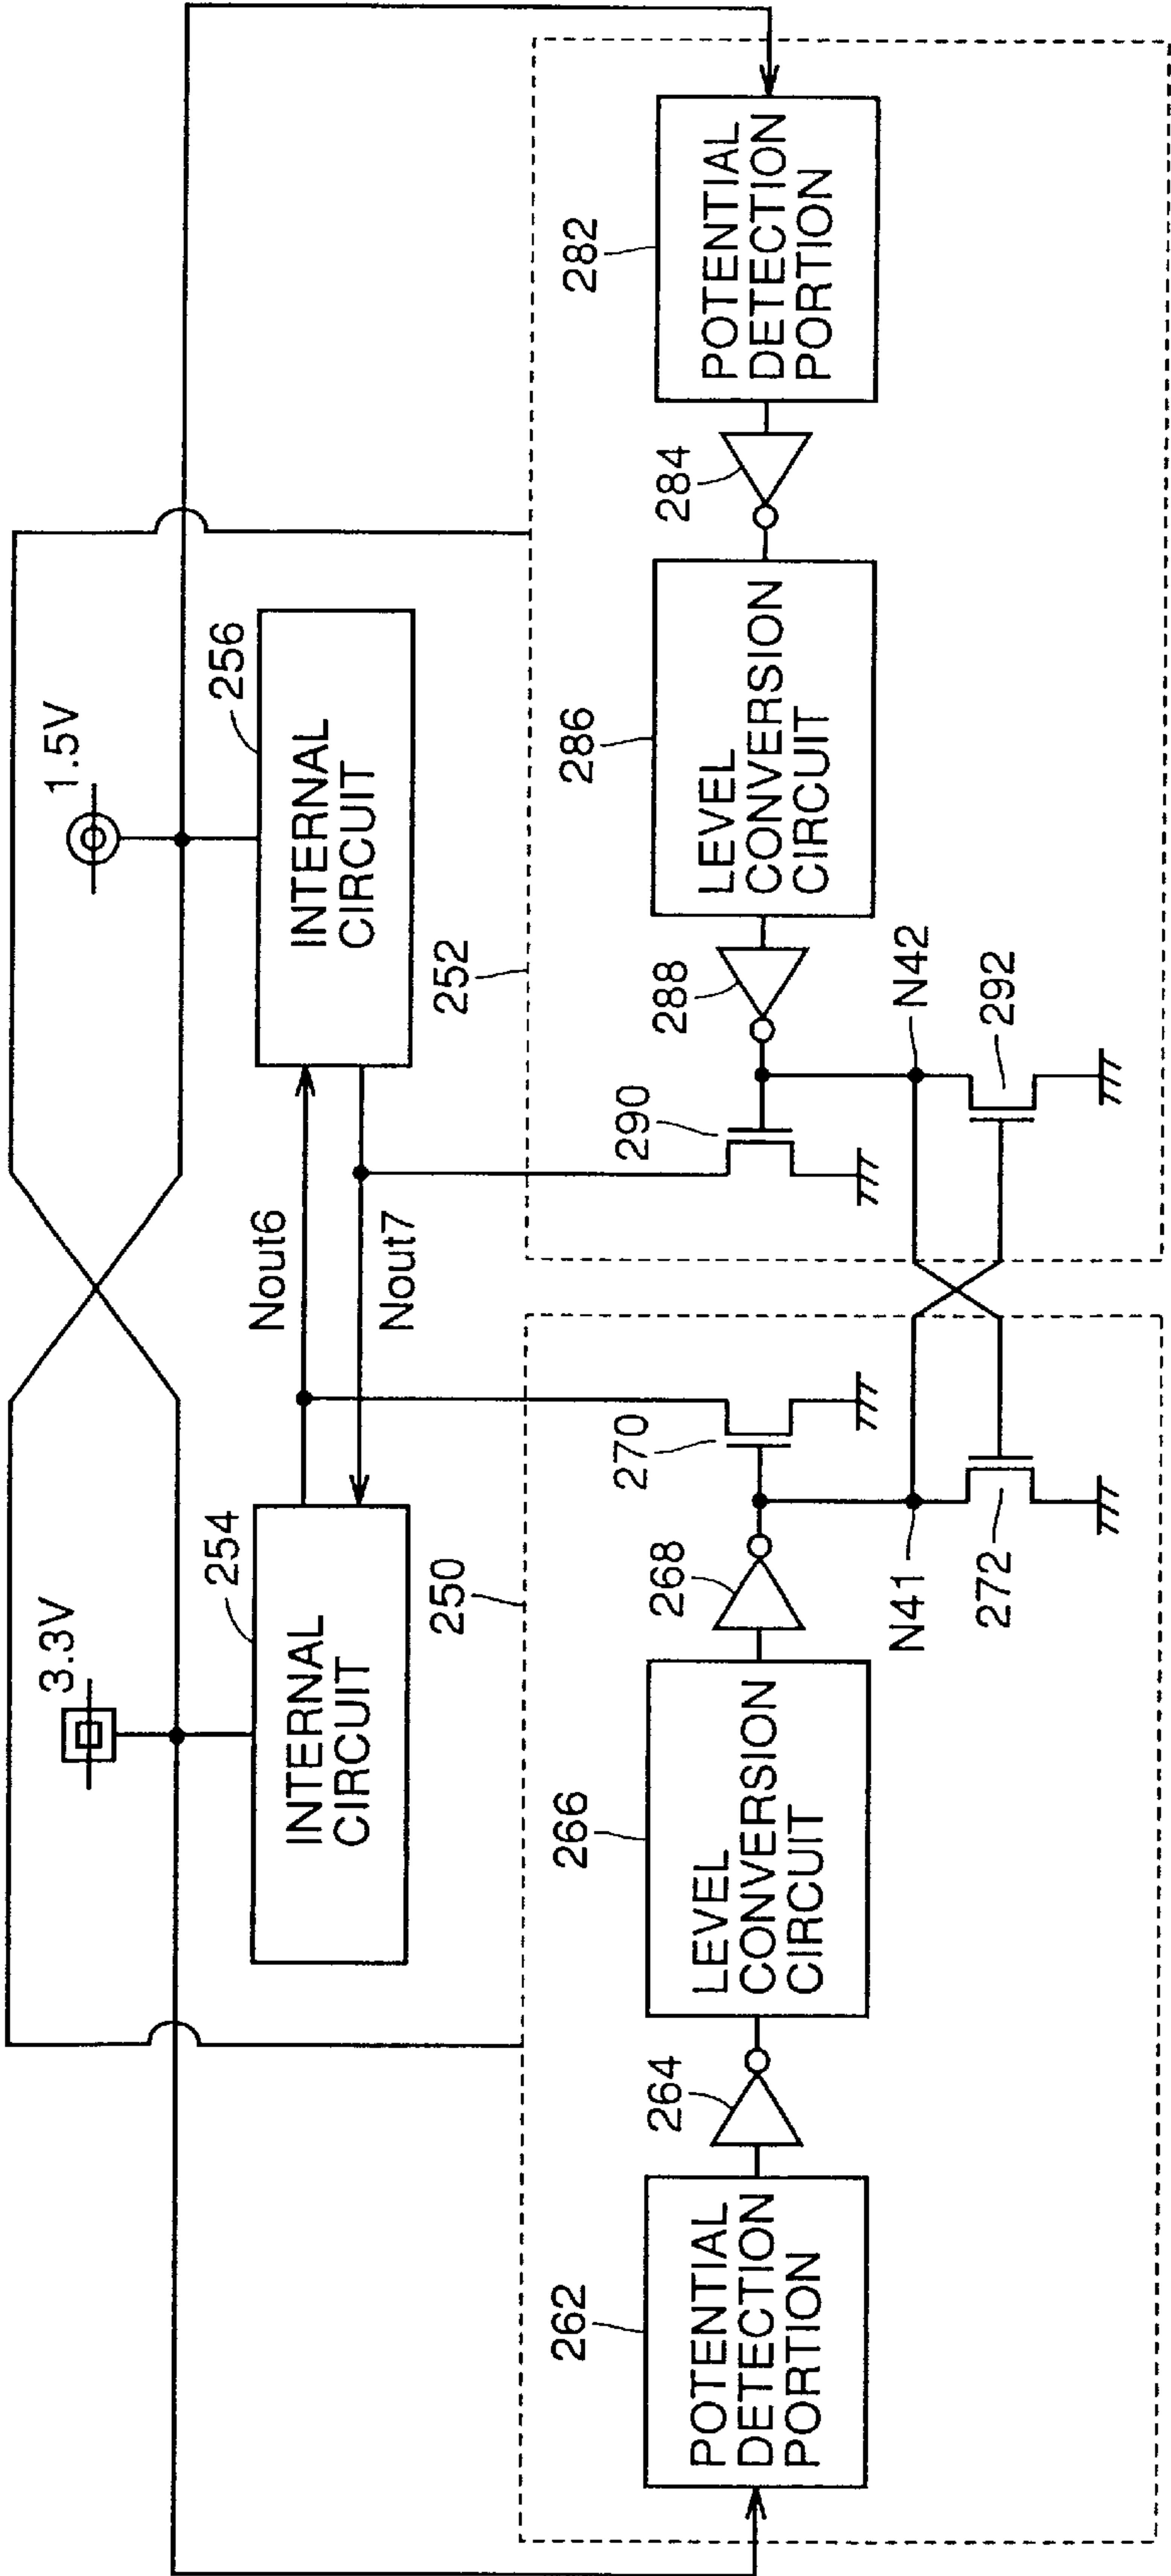 3.3V
1.5V
254
INTERNAL
CIRCUIT
256
INTERNAL
CIRCUIT
Nout6
Nout7
250
252
262
POTENTIAL
DETECTION
PORTION
264
266
LEVEL
CONVERSION
CIRCUIT
268
270
N41
272
290
288
N42
292
286
LEVEL
CONVERSION
CIRCUIT
284
282
POTENTIAL
DETECTION
PORTION